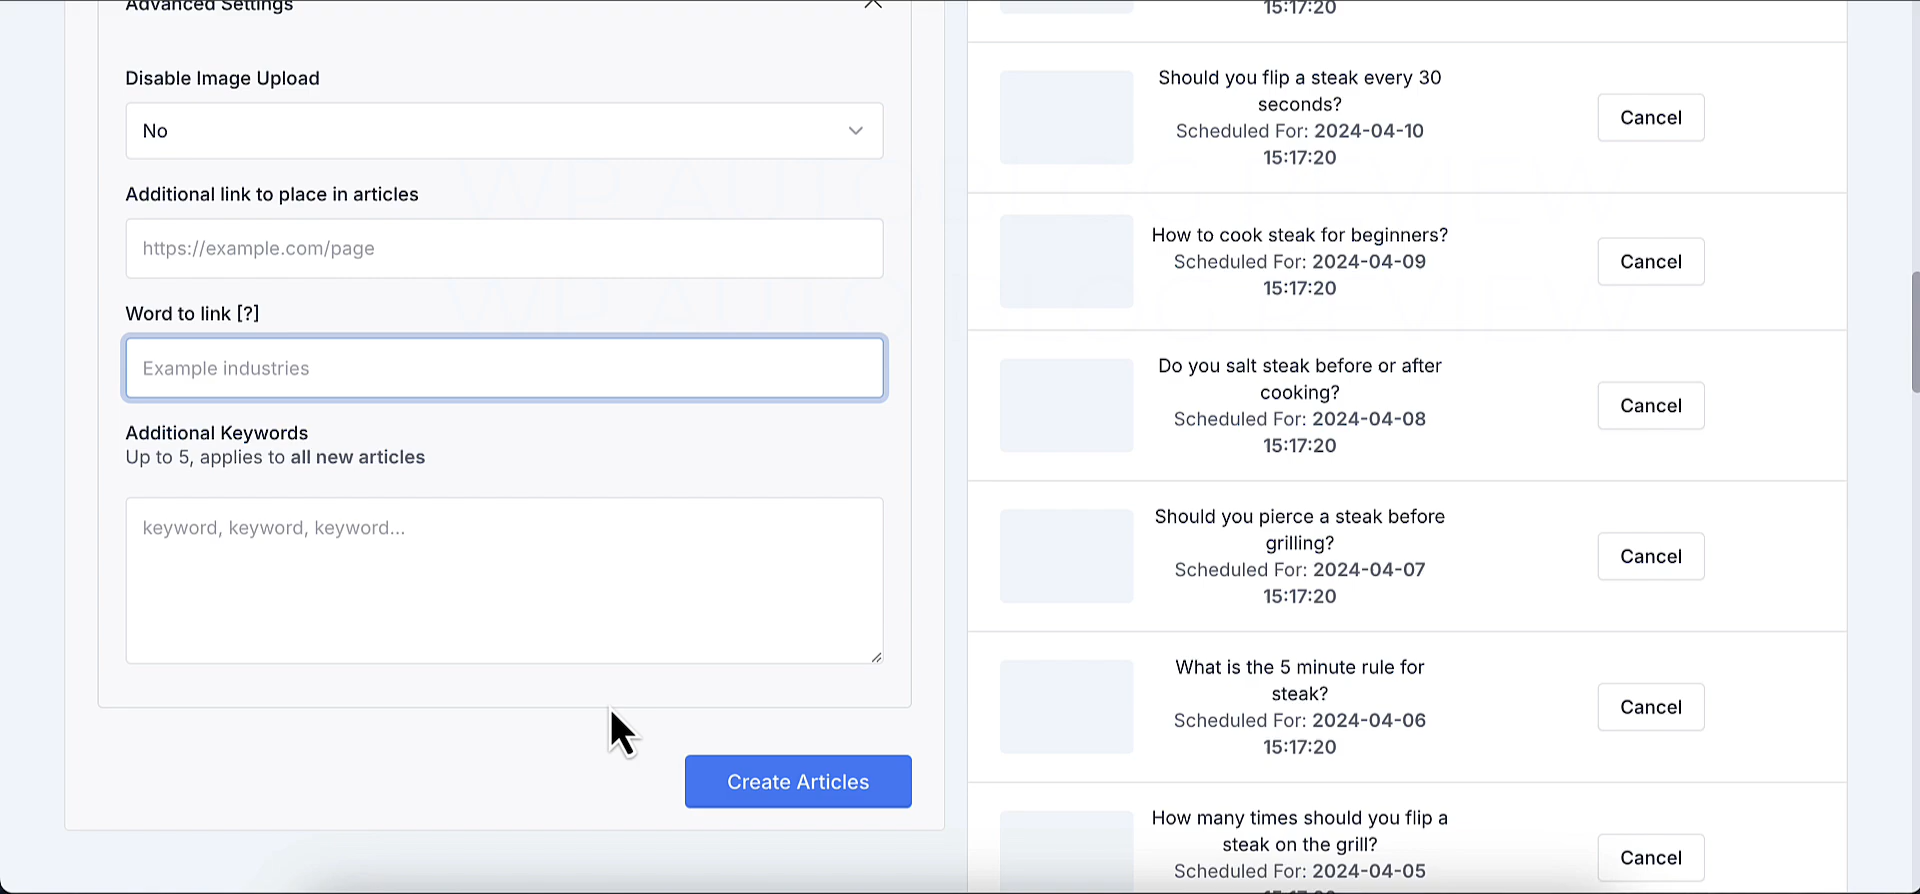 Advanced Settings
Disable Image Upload
No
Additional link to place in articles
https://example.com/page
Word to link [?]
Example industries
Additional Keywords
Up to 5, applies to all new articles
keyword, keyword, keyword...
Create Articles
15:17:20
Should you flip a steak every 30
seconds?
Scheduled For: 2024-04-10
15:17:20
Cancel
How to cook steak for beginners?
Scheduled For: 2024-04-09
15:17:20
Cancel
Do you salt steak before or after
cooking?
Scheduled For: 2024-04-08
15:17:20
Cancel
Should you pierce a steak before
grilling?
Scheduled For: 2024-04-07
15:17:20
Cancel
What is the 5 minute rule for
steak?
Scheduled For: 2024-04-06
15:17:20
Cancel
How many times should you flip a
steak on the grill?
Scheduled For: 2024-04-05
Cancel